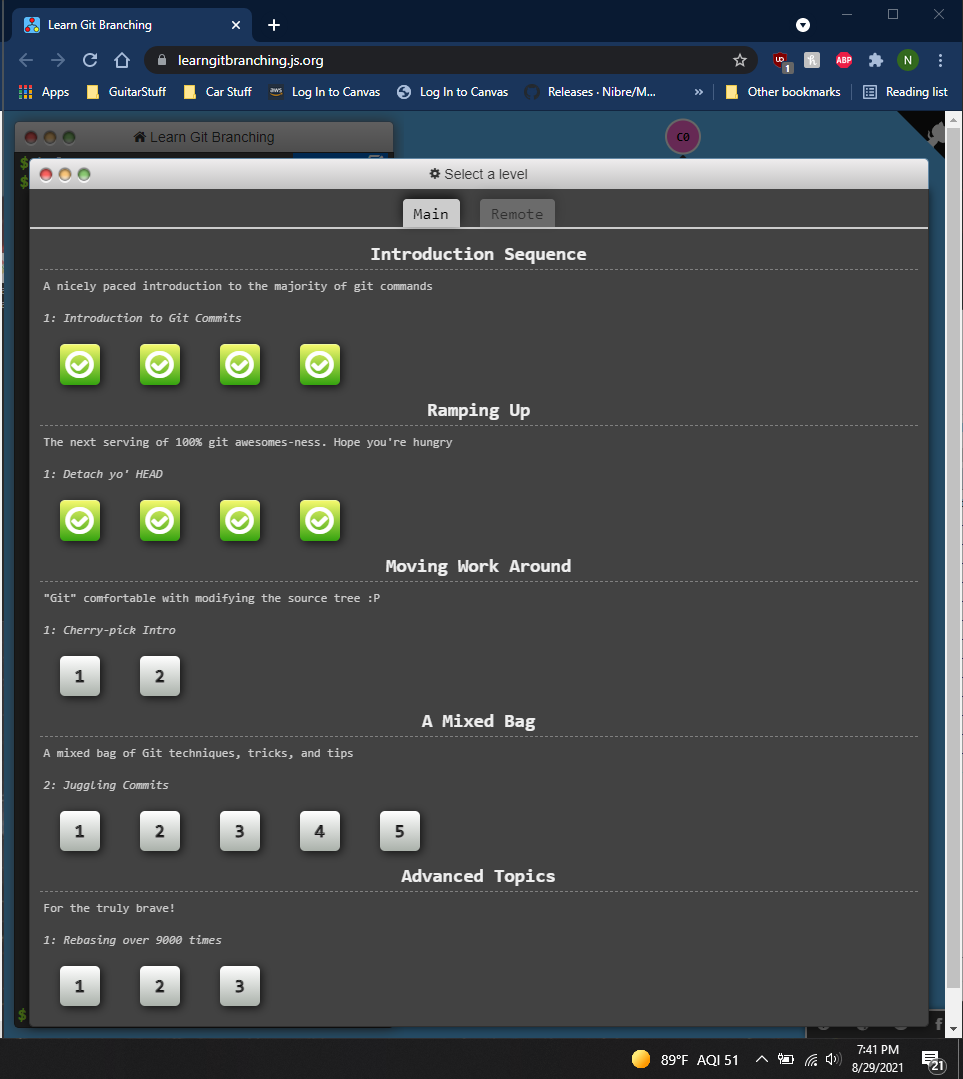 Learn Git Branching
learngitbranching.js.org
UD
1
ABP
N
Apps
GuitarStuff
Car Stuff
aws
Log In to Canvas
Log In to Canvas
Releases · Nibre/M...
»
Other bookmarks
Reading list
Learn Git Branching
C0
$
$
Select a level
Main
Remote
Introduction Sequence
A nicely paced introduction to the majority of git commands
1: Introduction to Git Commits
Ramping Up
The next serving of 100% git awesomes-ness. Hope you're hungry
1: Detach yo' HEAD
Moving Work Around
"Git" comfortable with modifying the source tree :P
1: Cherry-pick Intro
1 2
A Mixed Bag
A mixed bag of Git techniques, tricks, and tips
2: Juggling Commits
1 2 3 4 5
Advanced Topics
For the truly brave!
1: Rebasing over 9000 times
1 2 3
$
89°F AQI 51
7:41 PM
8/29/2021
21